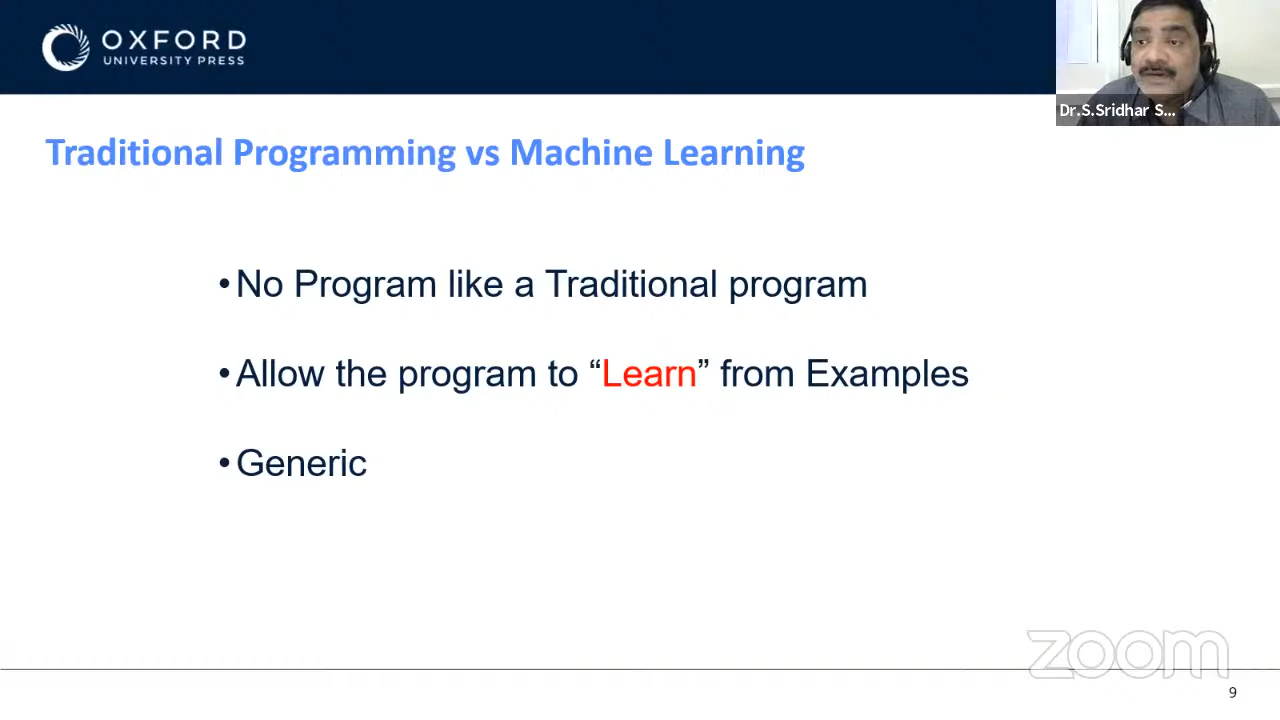 OXFORD
UNIVERSITY PRESS
Dr.S.Sridhar S...
Traditional Programming vs Machine Learning
•No Program like a Traditional program
•Allow the program to “Learn” from Examples
•Generic
zoom
9